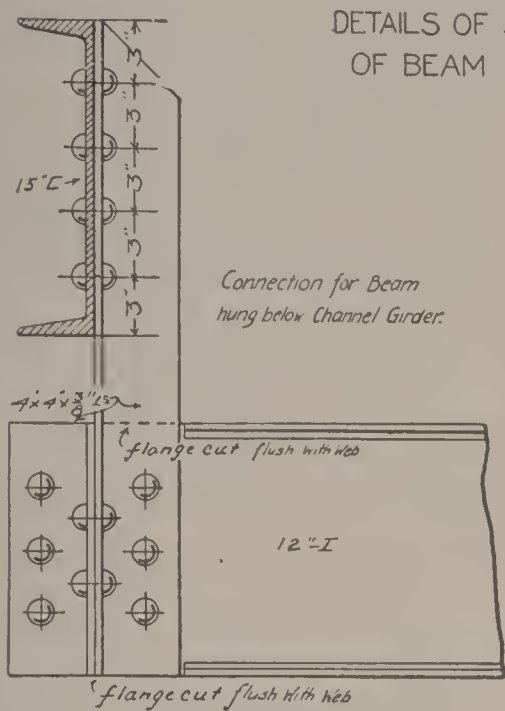 DETAILS OF
OF BEAM
3"
3"
3"
3"
3"
15"C
Connection for Beam
hung below Channel Girder.
4"x4"x3/8" Ls
flange cut flush with Web
12"-I
flange cut flush with Web